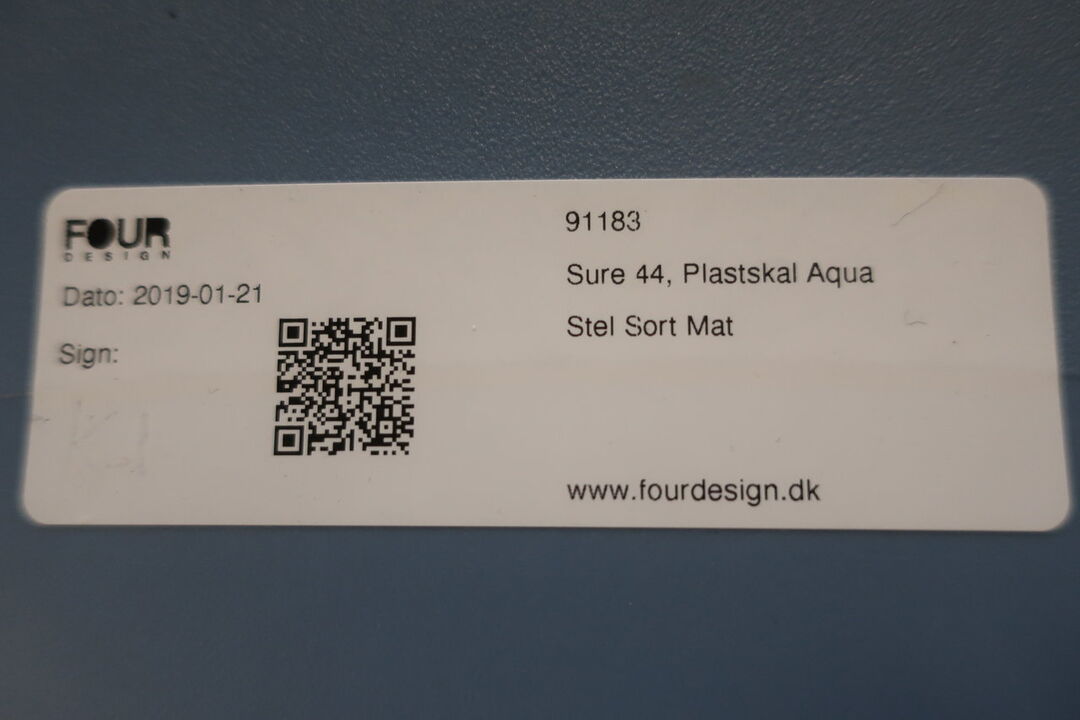 FOUR
DESIGN
Dato: 2019-01-21
Sign:
91183
Sure 44, Plastskal Aqua
Stel Sort Mat
www.fourdesign.dk